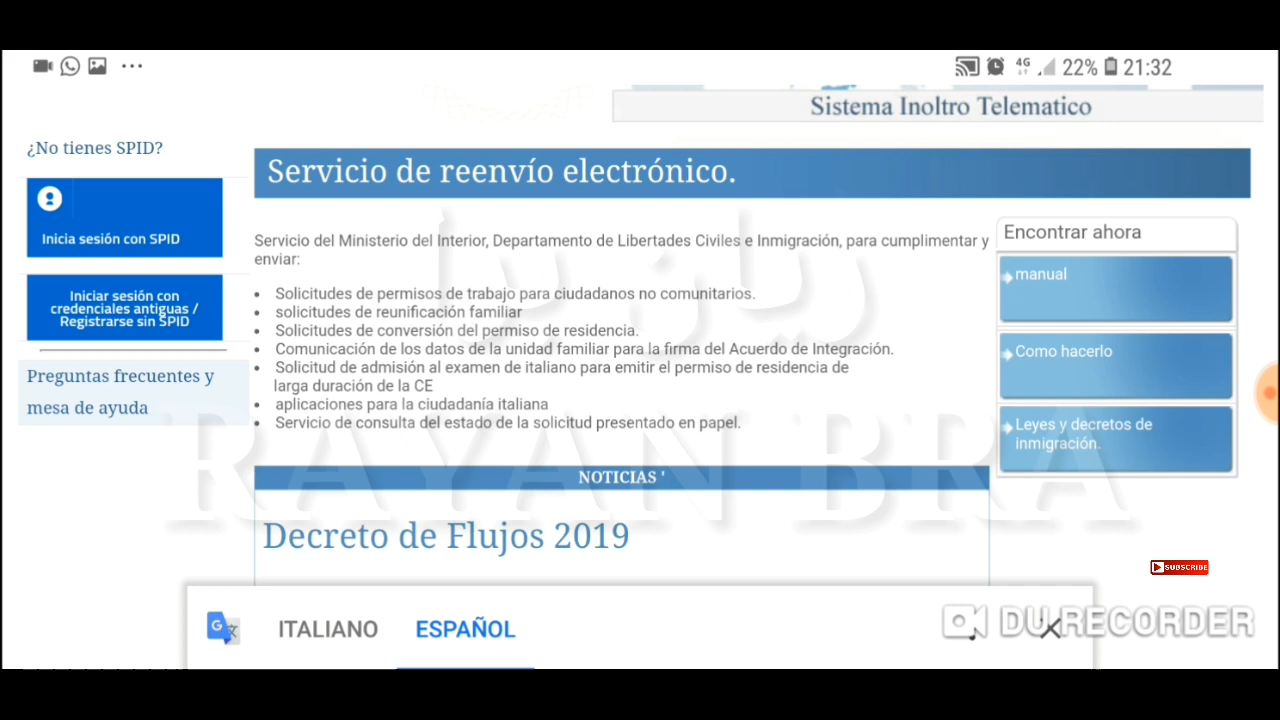 4G 22% 21:32
Sistema Inoltro Telematico
¿No tienes SPID?
Inicia sesión con SPID
Iniciar sesión con
credenciales antiguas /
Registrarse sin SPID
Preguntas frecuentes y
mesa de ayuda
Servicio de reenvío electrónico.
Servicio del Ministerio del Interior, Departamento de Libertades Civiles e Inmigración, para cumplimentar y
enviar:
Solicitudes de permisos de trabajo para ciudadanos no comunitarios.
solicitudes de reunificación familiar
Solicitudes de conversión del permiso de residencia.
Comunicación de los datos de la unidad familiar para la firma del Acuerdo de Integración.
Solicitud de admisión al examen de italiano para emitir el permiso de residencia de
larga duración de la CE
aplicaciones para la ciudadanía italiana
Servicio de consulta del estado de la solicitud presentado en papel.
Encontrar ahora
manual
Como hacerlo
Leyes y decretos de
inmigración.
ريان برا
RAYAN BRA
NOTICIAS '
Decreto de Flujos 2019
SUBSCRIBE
ITALIANO ESPAÑOL
DU RECORDER